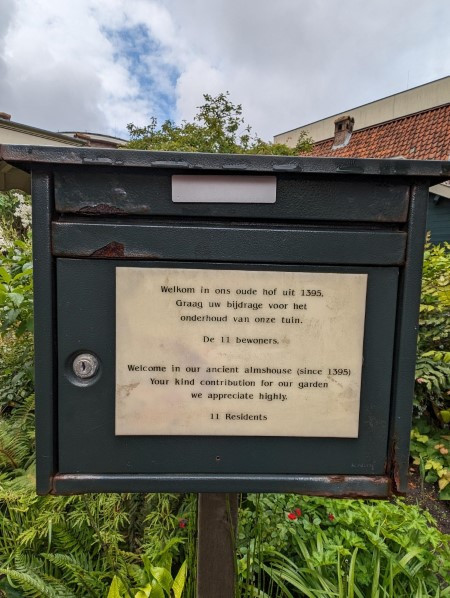 Welkom in ons oude hof uit 1395.
Graag uw bijdrage voor het
onderhoud van onze tuin.
De 11 bewoners.
Welcome in our ancient almshouse (since 1395)
Your kind contribution for our garden
we appreciate highly.
11 Residents